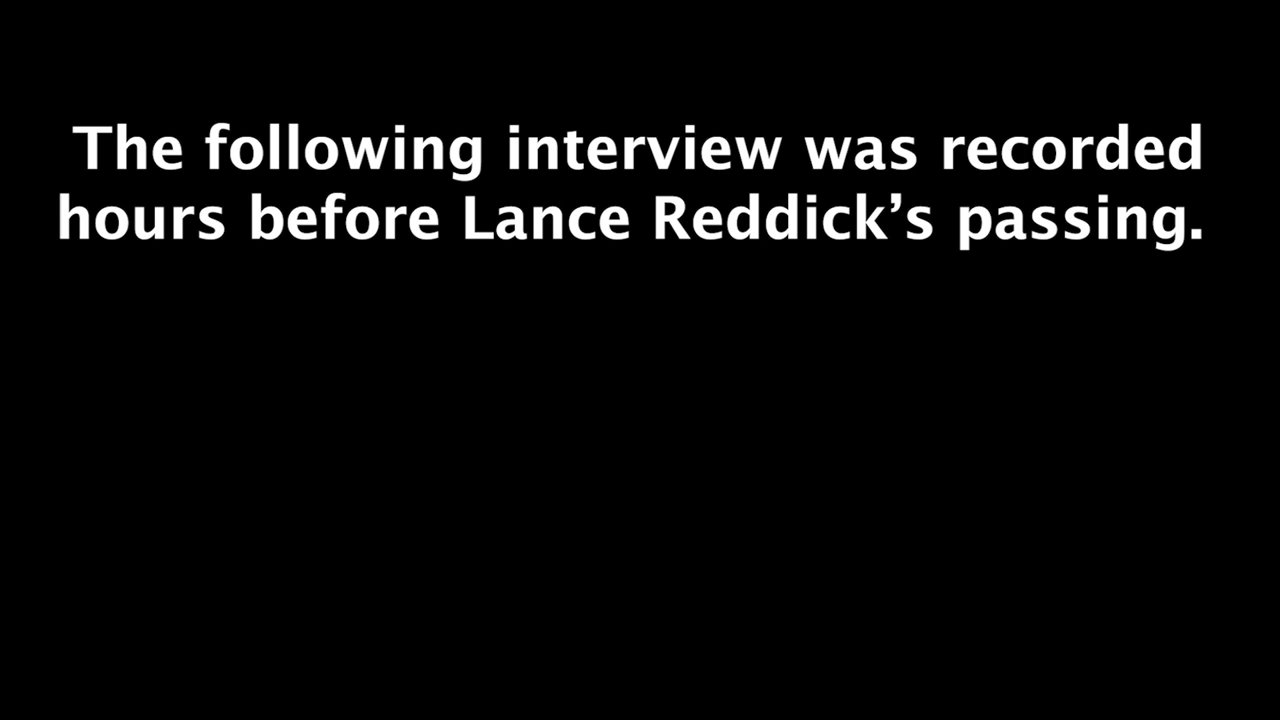 The following interview was recorded
hours before Lance Reddick’s passing.